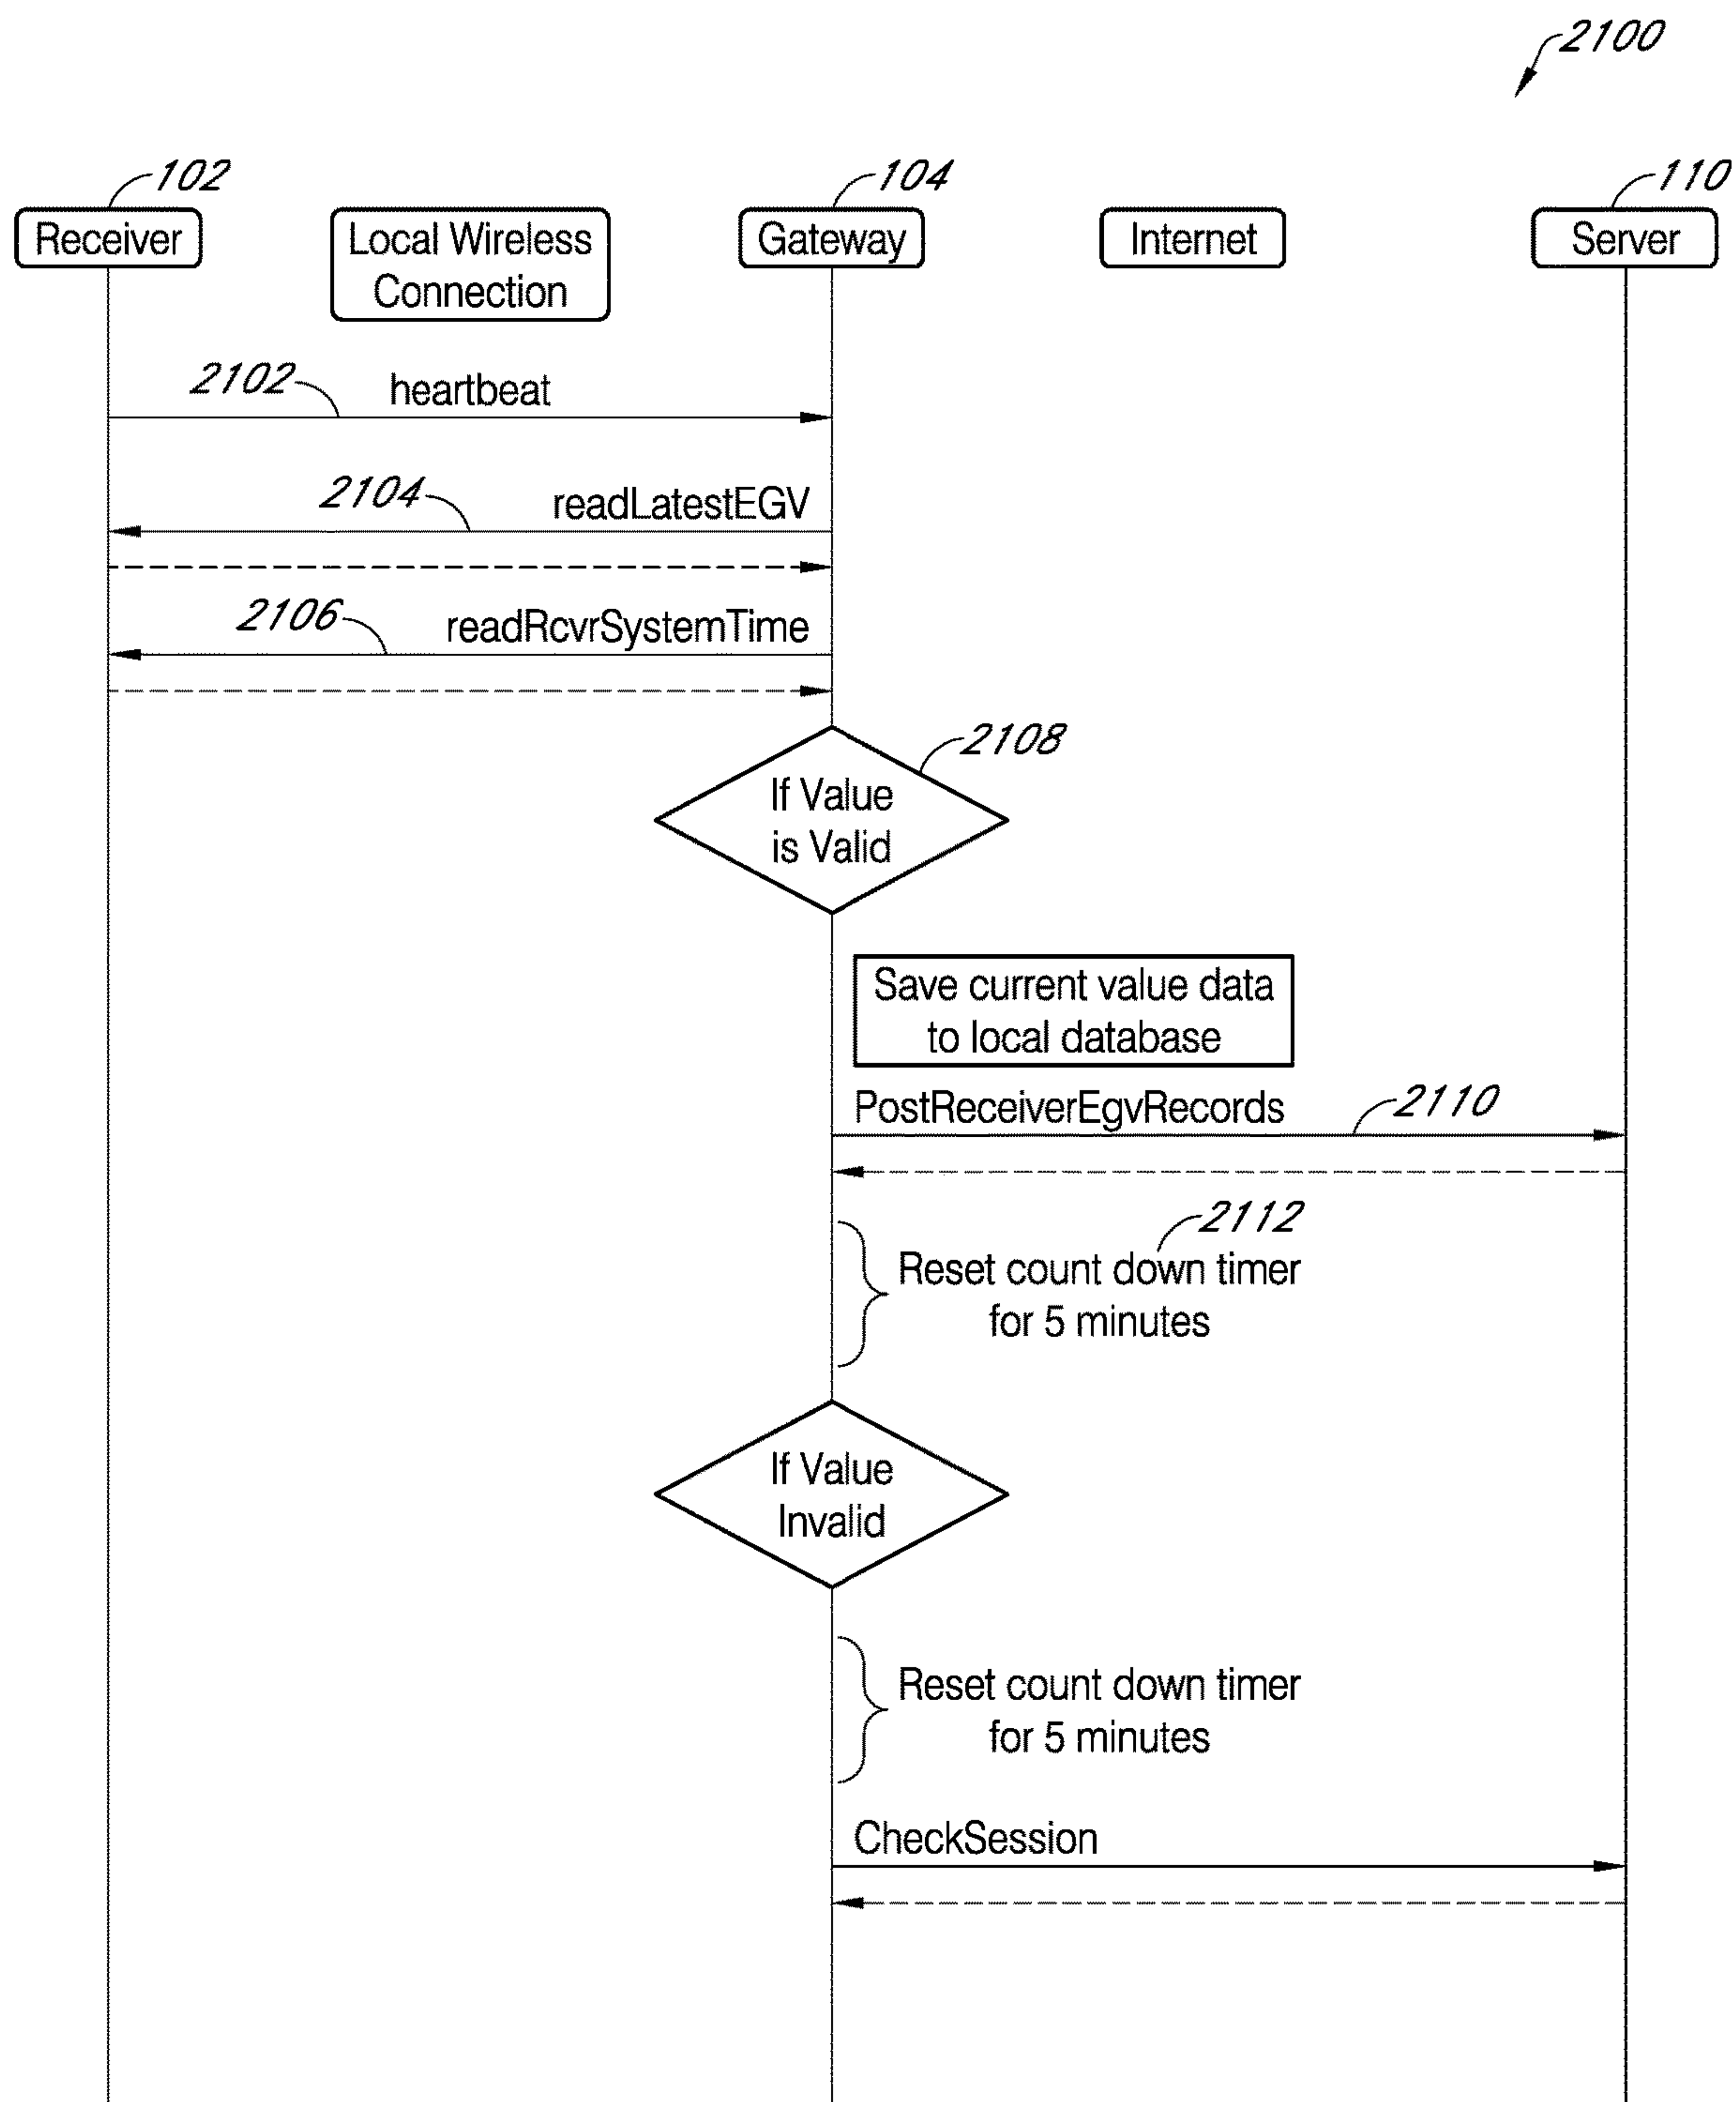 2100
102
104
110
Receiver
Local Wireless
Connection
Gateway
Internet
Server
2102
heartbeat
2104
readLatestEGV
2106
readRcvrSystemTime
2108
If Value
is Valid
Save current value data
to local database
PostReceiverEgvRecords
2110
2112
Reset count down timer
for 5 minutes
If Value
Invalid
Reset count down timer
for 5 minutes
CheckSession